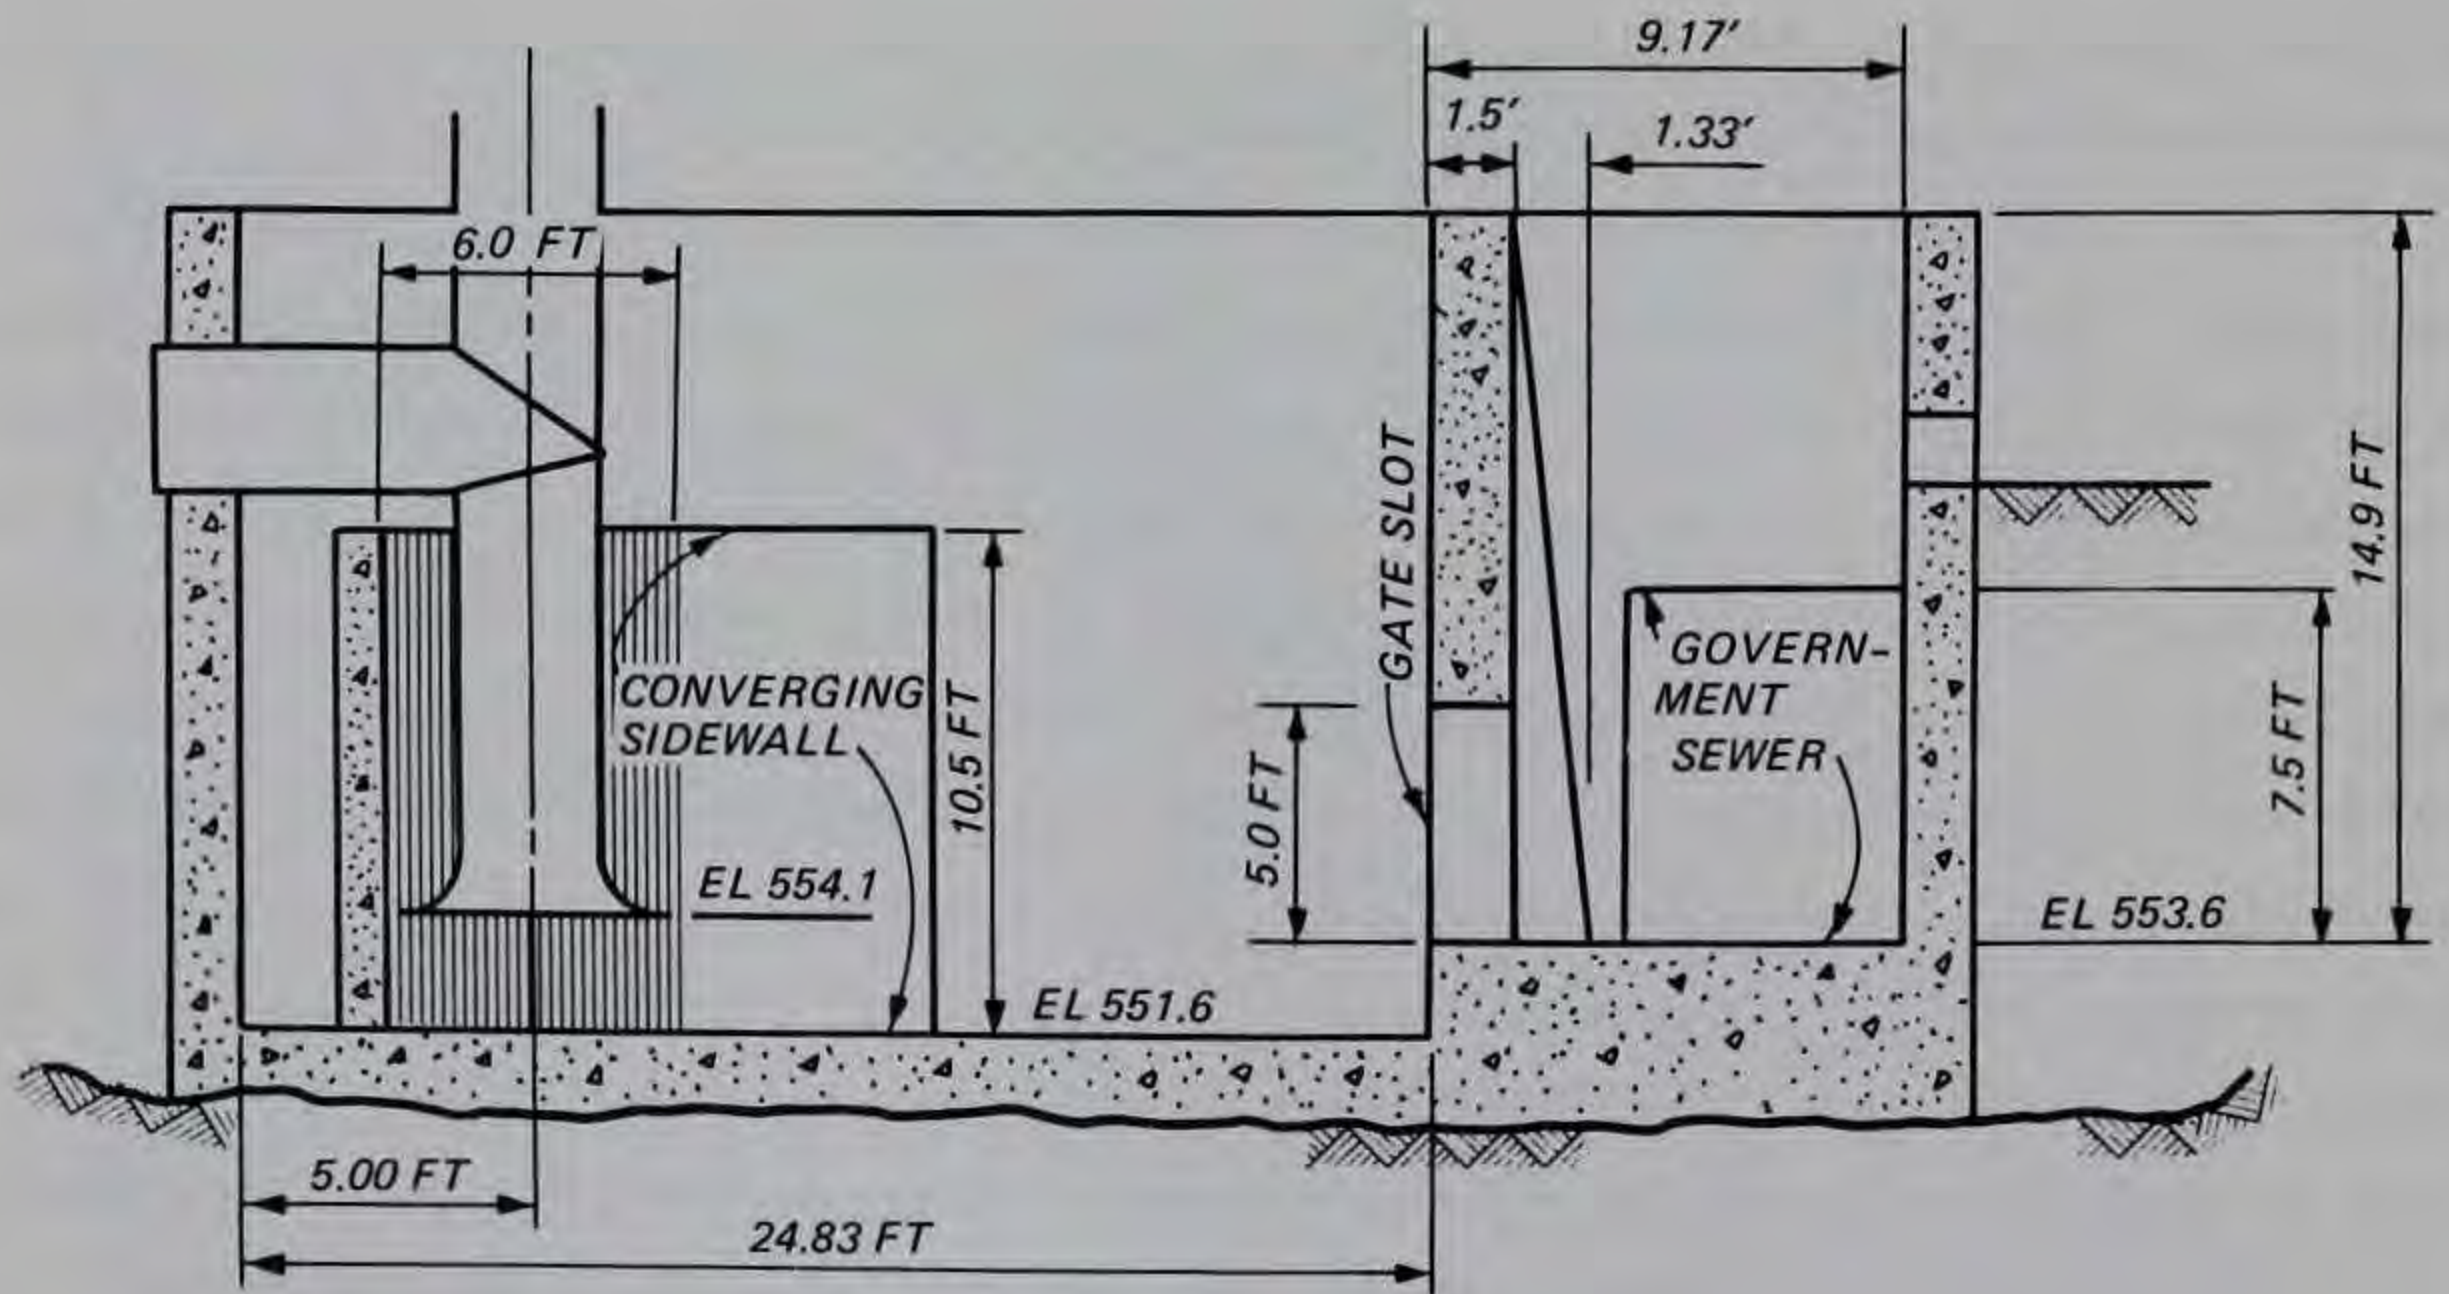 9.17'
1.5'
1.33'
6.0 FT
GATE SLOT
14.9 FT
GOVERN-
MENT
SEWER
CONVERGING
SIDEWALL
10.5 FT
7.5 FT
5.0 FT
EL 554.1
EL 553.6
EL 551.6
5.00 FT
24.83 FT